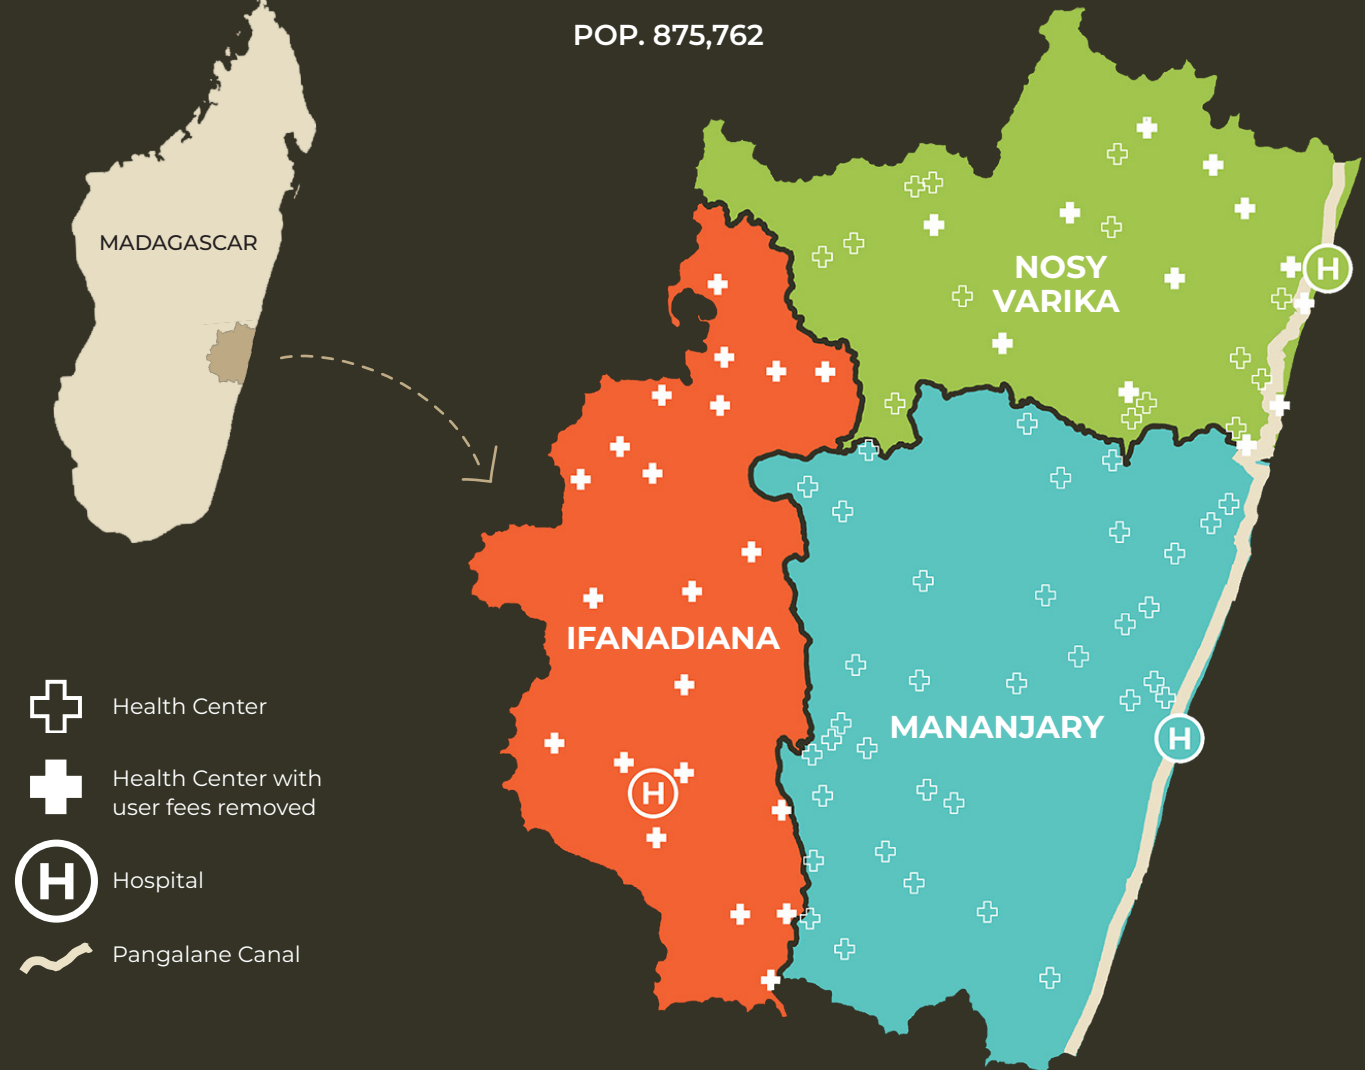 POP. 875,762
MADAGASCAR
NOSY
VARIKA
H
IFANADIANA
MANANJARY
H
H
Health Center
Health Center with
user fees removed
H
Hospital
Pangalane Canal